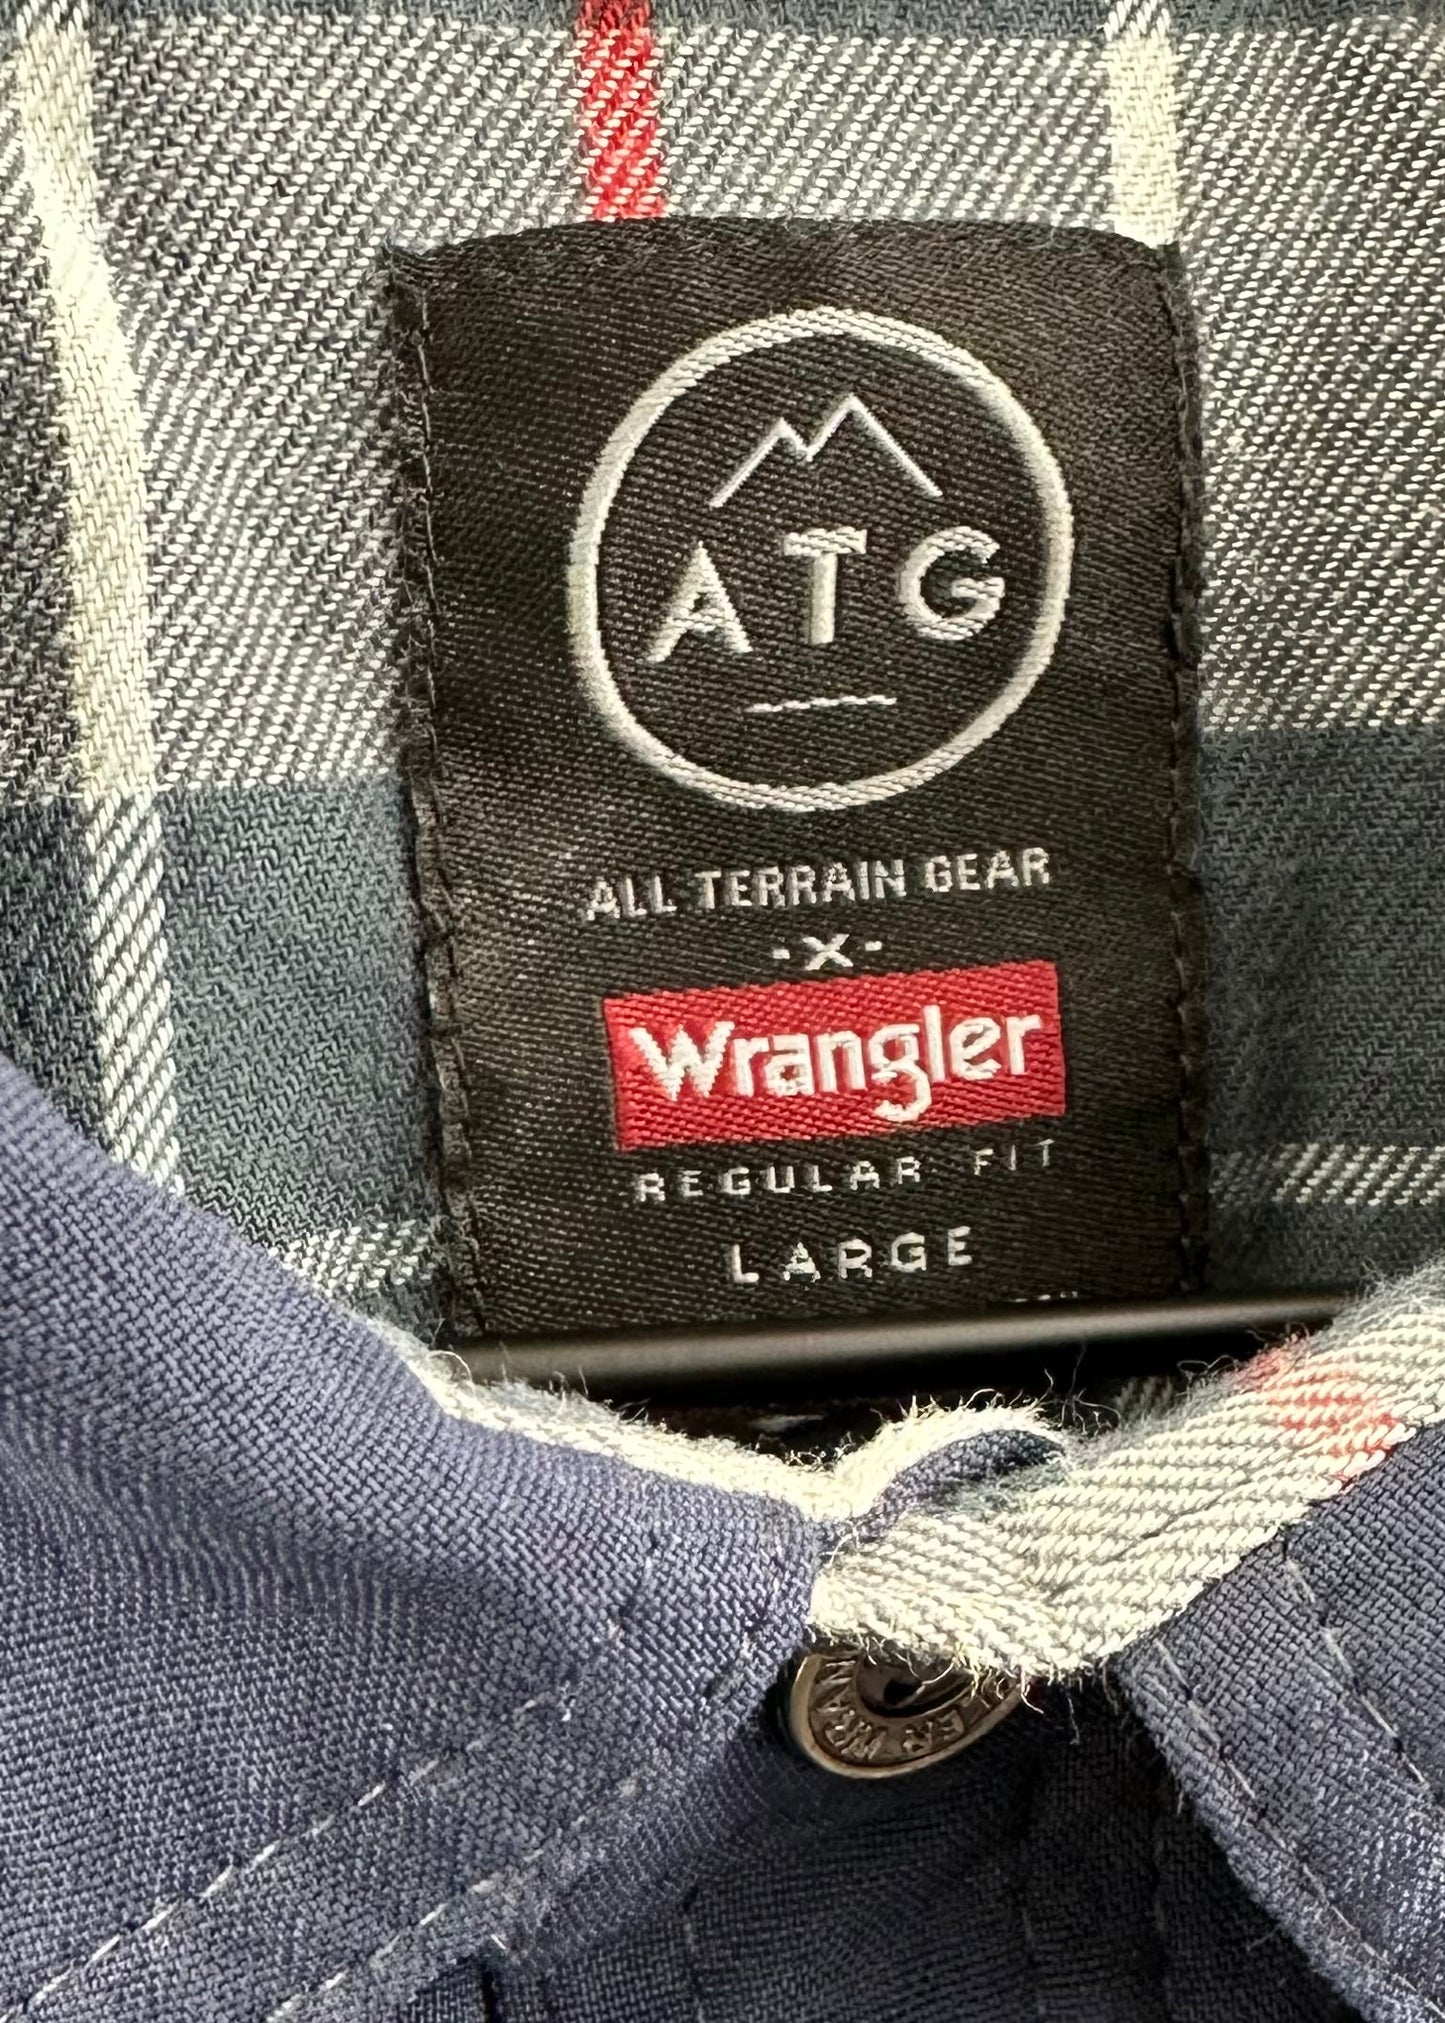 ATG
ALL TERRAIN GEAR
-X-
Wrangler
REGULAR FIT
LARGE